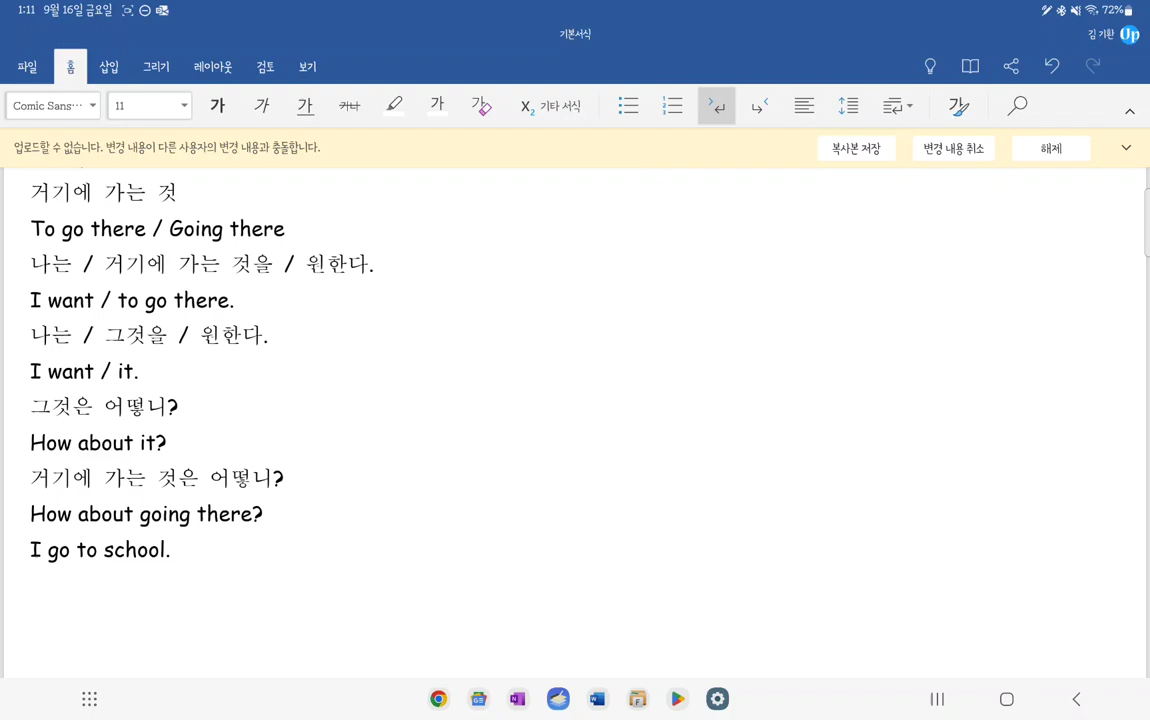 1:11 9월 16일 금요일 72%
기본서식
김 기환 Up
파일 홈 삽입 그리기 레이아웃 검토 보기
Comic Sans··· 11 가 가 가 가나 가 가 X₂ 기타 서식 가
업로드할 수 없습니다. 변경 내용이 다른 사용자의 변경 내용과 충돌합니다. 복사본 저장 변경 내용 취소 해제
거기에 가는 것
To go there / Going there
나는 / 거기에 가는 것을 / 원한다.
I want / to go there.
나는 / 그것을 / 원한다.
I want / it.
그것은 어떻니?
How about it?
거기에 가는 것은 어떻니?
How about going there?
I go to school.